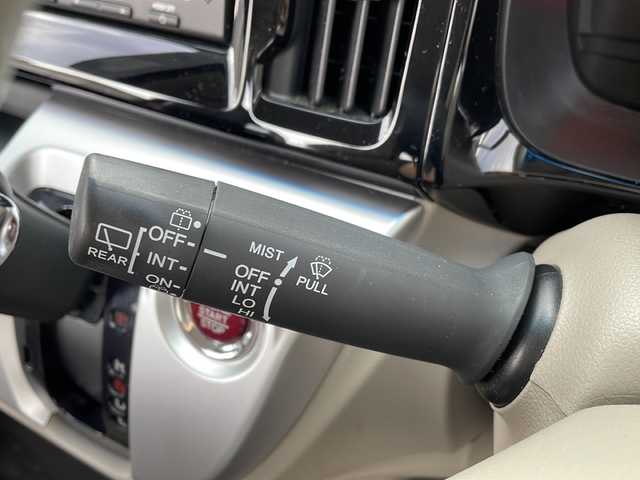 OFF
REAR
INT
ON
MIST
OFF
INT
LO
HI
PULL
START
STOP